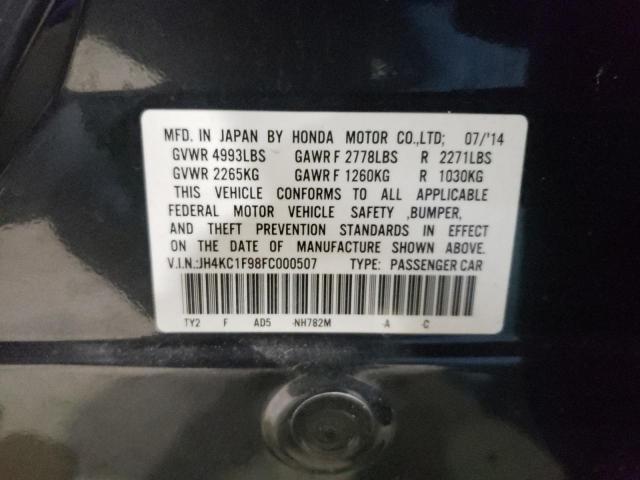 MFD. IN JAPAN BY HONDA MOTOR CO.,LTD; 07/'14
GVWR 4993LBS GAWR F 2778LBS R 2271LBS
GVWR 2265KG GAWR F 1260KG R 1030KG
THIS VEHICLE CONFORMS TO ALL APPLICABLE
FEDERAL MOTOR VEHICLE SAFETY ,BUMPER,
AND THEFT PREVENTION STANDARDS IN EFFECT
ON THE DATE OF MANUFACTURE SHOWN ABOVE.
V.I.N.:JH4KC1F98FC000507 TYPE: PASSENGER CAR
TY2 F AD5 -NH782M -A -C